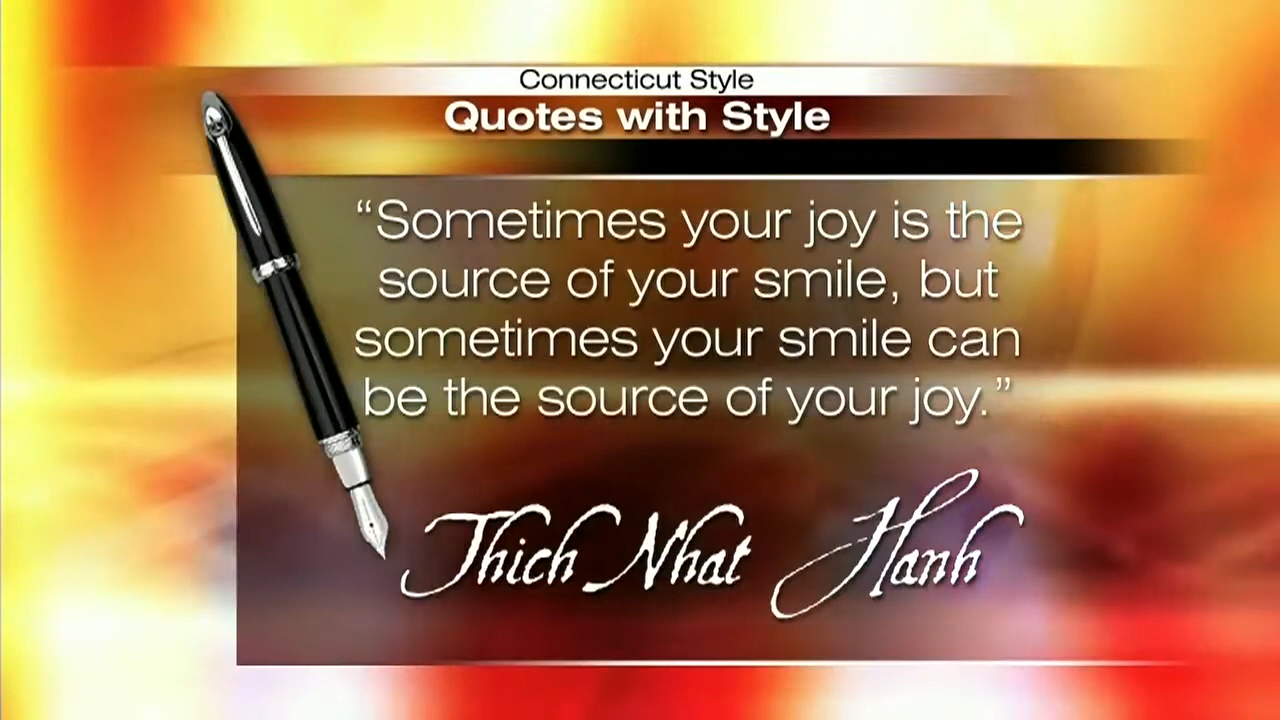 Connecticut Style
Quotes with Style
“Sometimes your joy is the
source of your smile, but
sometimes your smile can
be the source of your joy.”
Thich Nhat Hanh